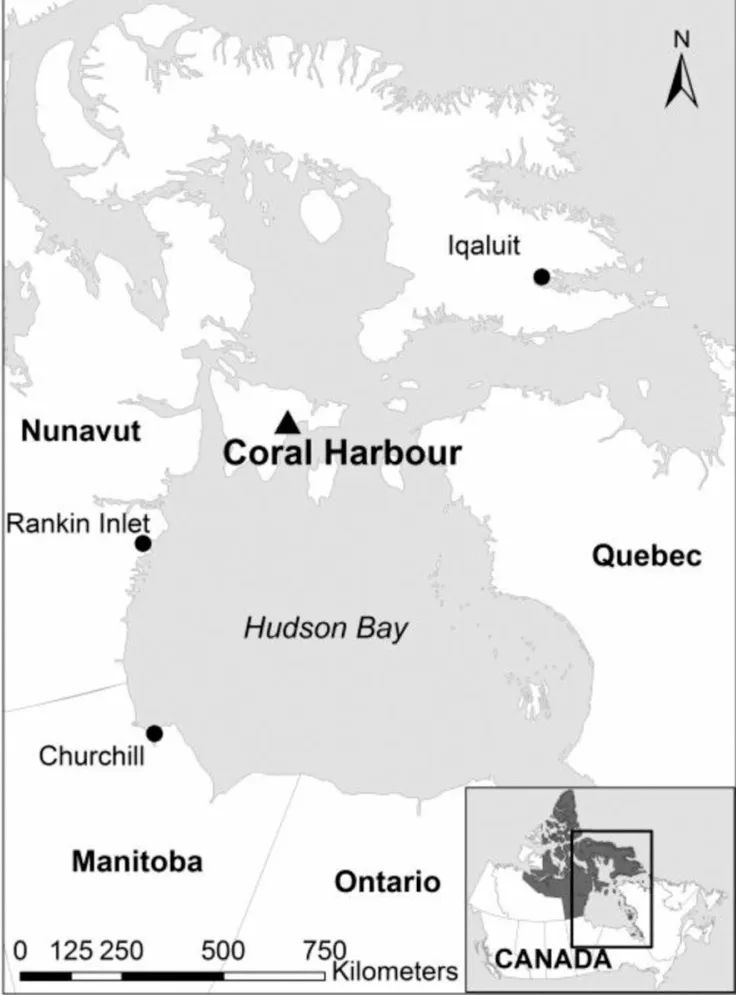 N
Iqaluit
Nunavut
Coral Harbour
Rankin Inlet
Quebec
Hudson Bay
Churchill
Manitoba
Ontario
0 125 250 500 750
Kilometers
CANADA